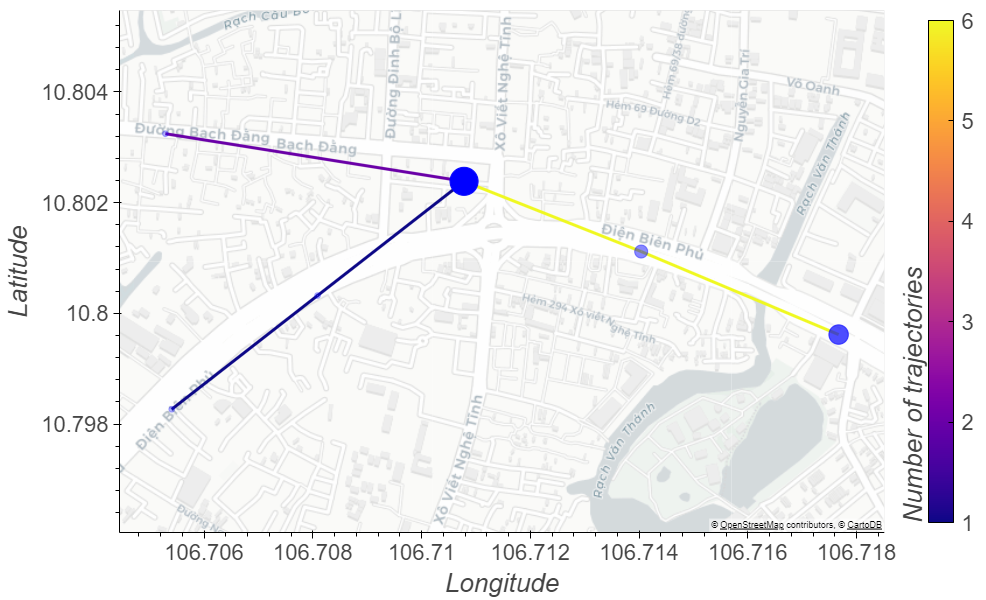 Rạch Cầu Bô
Đường Đinh Bộ L
Xô Viết Nghệ Tĩnh
Hẻm 69/38 đường
Nguyễn Gia Trí
Võ Oanh
Hẻm 69 Đường D2
Rạch Văn Thánh
Đường Bạch Đằng
Bạch Đằng
Điện Biên Phủ
Hẻm 294 Xô viết Nghệ Tĩnh
Điện Biên Phủ
Xô Viết Nghệ Tĩnh
Rạch Văn Thánh
© OpenStreetMap contributors, © CartoDB
10.804
10.802
10.8
10.798
Latitude
106.706
106.708
106.71
106.712
106.714
106.716
106.718
Longitude
6
5
4
3
2
1
Number of trajectories